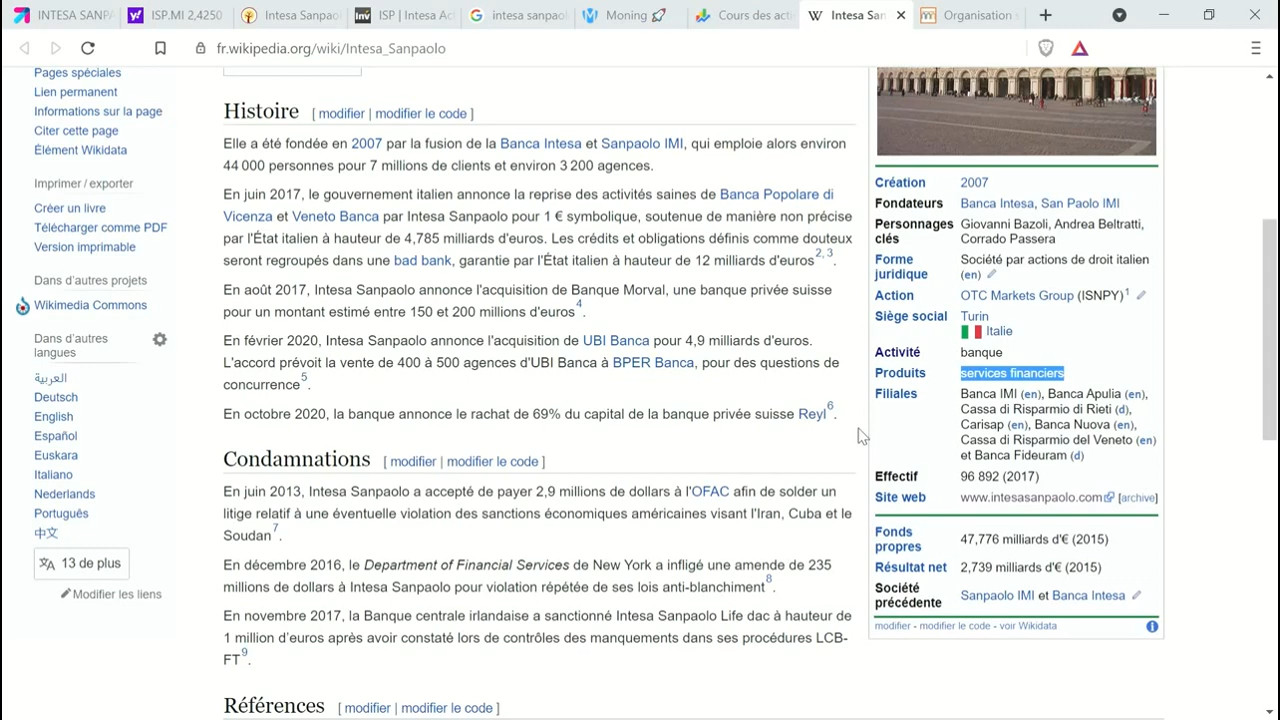 INTESA SANPA
ISP.MI 2,4250
Intesa Sanpao
ISP | Intesa Ac
intesa sanpaol
Moning 🚀
Cours des acti
Intesa San
Organisation
fr.wikipedia.org/wiki/Intesa_Sanpaolo
Pages spéciales
Lien permanent
Informations sur la page
Citer cette page
Élément Wikidata
Imprimer / exporter
Créer un livre
Télécharger comme PDF
Version imprimable
Dans d'autres projets
Wikimedia Commons
Dans d'autres
langues
العربية
Deutsch
English
Español
Euskara
Italiano
Nederlands
Português
中文
13 de plus
Modifier les liens
Histoire [ modifier | modifier le code ]
Elle a été fondée en 2007 par la fusion de la Banca Intesa et Sanpaolo IMI, qui emploie alors environ
44 000 personnes pour 7 millions de clients et environ 3 200 agences.
En juin 2017, le gouvernement italien annonce la reprise des activités saines de Banca Popolare di
Vicenza et Veneto Banca par Intesa Sanpaolo pour 1 € symbolique, soutenue de manière non précise
par l'État italien à hauteur de 4,785 milliards d'euros. Les crédits et obligations définis comme douteux
seront regroupés dans une bad bank, garantie par l'État italien à hauteur de 12 milliards d'euros2, 3.
En août 2017, Intesa Sanpaolo annonce l'acquisition de Banque Morval, une banque privée suisse
pour un montant estimé entre 150 et 200 millions d'euros4.
En février 2020, Intesa Sanpaolo annonce l'acquisition de UBI Banca pour 4,9 milliards d'euros.
L'accord prévoit la vente de 400 à 500 agences d'UBI Banca à BPER Banca, pour des questions de
concurrence5.
En octobre 2020, la banque annonce le rachat de 69% du capital de la banque privée suisse Reyl6.
Condamnations [ modifier | modifier le code ]
En juin 2013, Intesa Sanpaolo a accepté de payer 2,9 millions de dollars à l'OFAC afin de solder un
litige relatif à une éventuelle violation des sanctions économiques américaines visant l'Iran, Cuba et le
Soudan7.
En décembre 2016, le Department of Financial Services de New York a infligé une amende de 235
millions de dollars à Intesa Sanpaolo pour violation répétée de ses lois anti-blanchiment8.
En novembre 2017, la Banque centrale irlandaise a sanctionné Intesa Sanpaolo Life dac à hauteur de
1 million d'euros après avoir constaté lors de contrôles des manquements dans ses procédures LCB-
FT9.
Références [ modifier | modifier le code ]
Création 2007
Fondateurs Banca Intesa, San Paolo IMI
Personnages Giovanni Bazoli, Andrea Beltratti,
clés Corrado Passera
Forme Société par actions de droit italien
juridique (en)
Action OTC Markets Group (ISNPY)1
Siège social Turin
Italie
Activité banque
Produits services financiers
Filiales Banca IMI (en), Banca Apulia (en),
Cassa di Risparmio di Rieti (d),
Carisap (en), Banca Nuova (en),
Cassa di Risparmio del Veneto (en)
et Banca Fideuram (d)
Effectif 96 892 (2017)
Site web www.intesasanpaolo.com [archive]
Fonds
propres 47,776 milliards d'€ (2015)
Résultat net 2,739 milliards d'€ (2015)
Société
précédente Sanpaolo IMI et Banca Intesa
modifier - modifier le code - voir Wikidata